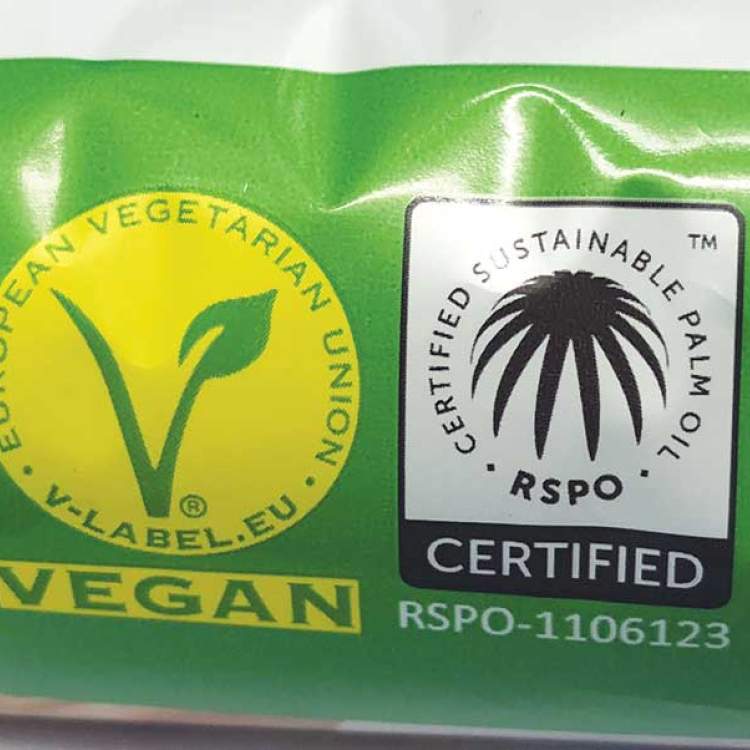 EUROPEAN VEGETARIAN UNION
• V-LABEL.EU •
®
VEGAN
CERTIFIED SUSTAINABLE PALM OIL
TM
• RSPO •
CERTIFIED
RSPO-1106123